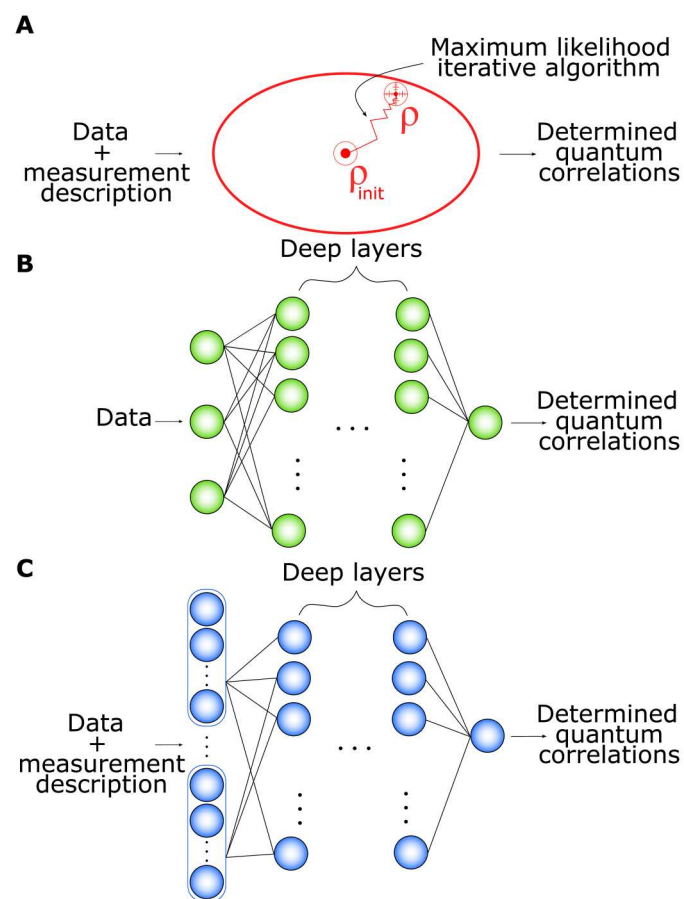 A
Maximum likelihood
iterative algorithm
Data
+
measurement
description
ρ
ρinit
Determined
quantum
correlations
Deep layers
B
Data
...
Determined
quantum
correlations
C
Deep layers
Data
+
measurement
description
...
Determined
quantum
correlations